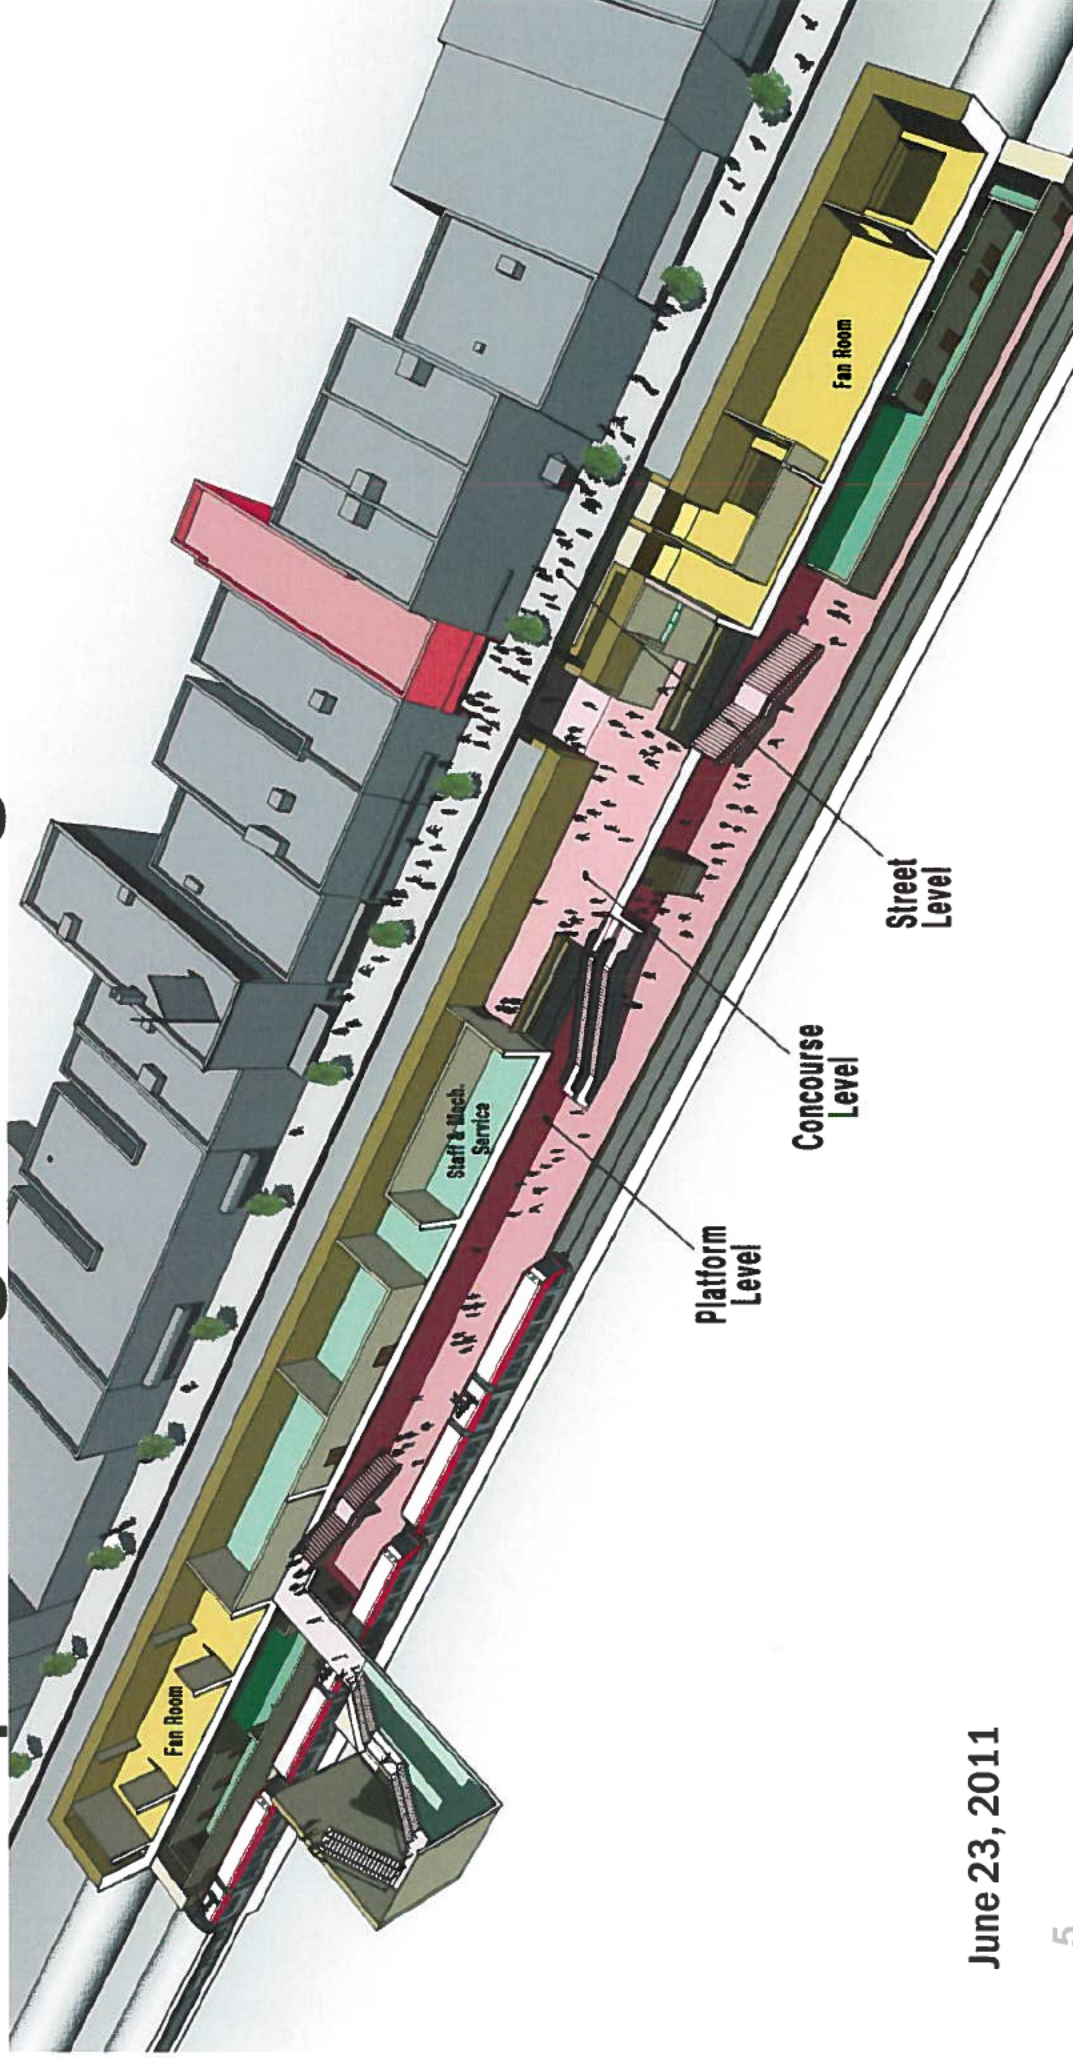 Fan Room
Staff & Mech.
Service
Fan Room
Platform
Level
Concourse
Level
Street
Level
June 23, 2011
5